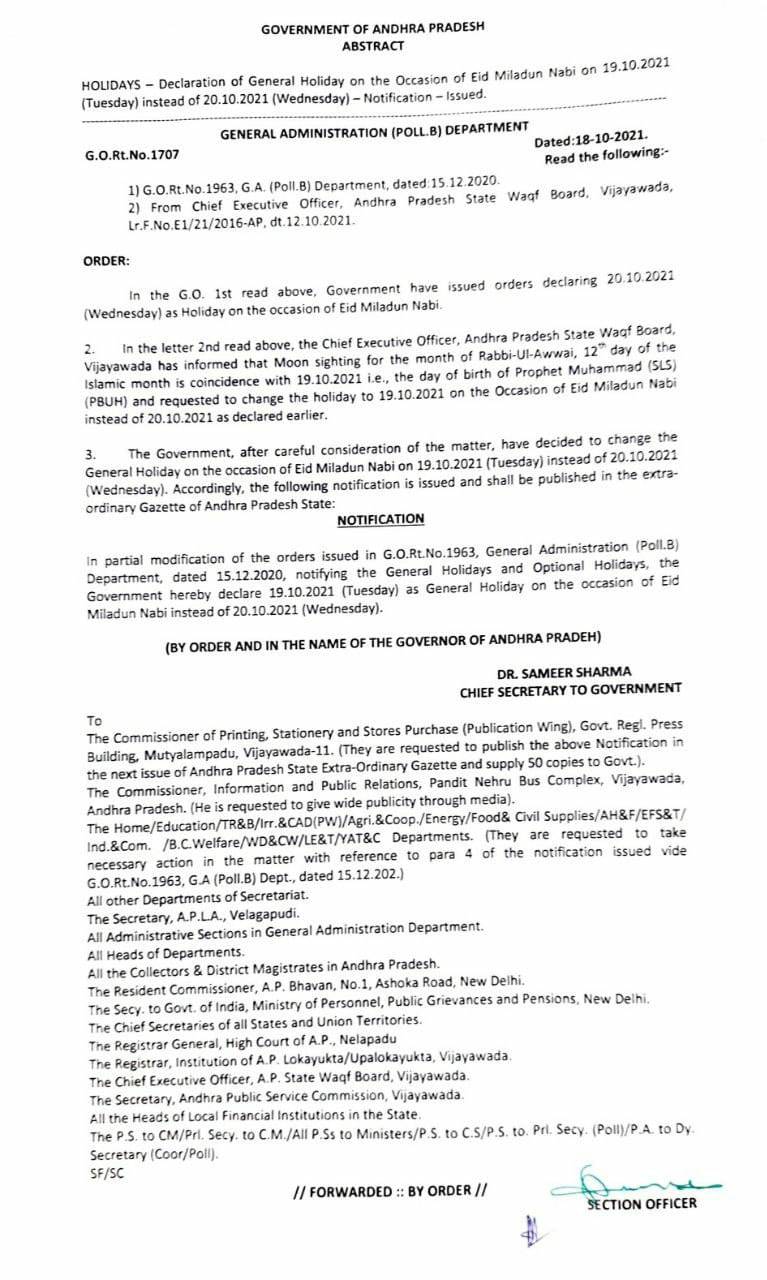 GOVERNMENT OF ANDHRA PRADESH
ABSTRACT
HOLIDAYS – Declaration of General Holiday on the Occasion of Eid Miladun Nabi on 19.10.2021
(Tuesday) instead of 20.10.2021 (Wednesday) – Notification – Issued.
GENERAL ADMINISTRATION (POLL.B) DEPARTMENT
G.O.Rt.No.1707
Dated:18-10-2021.
Read the following:-
1) G.O.Rt.No.1963, G.A. (Poll.B) Department, dated:15.12.2020.
2) From Chief Executive Officer, Andhra Pradesh State Waqf Board, Vijayawada,
Lr.F.No.E1/21/2016-AP, dt.12.10.2021.
ORDER:
In the G.O. 1st read above, Government have issued orders declaring 20.10.2021
(Wednesday) as Holiday on the occasion of Eid Miladun Nabi.
2. In the letter 2nd read above, the Chief Executive Officer, Andhra Pradesh State Waqf Board,
Vijayawada has informed that Moon sighting for the month of Rabbi-Ul-Awwai, 12th day of the
Islamic month is coincidence with 19.10.2021 i.e., the day of birth of Prophet Muhammad (SLS)
(PBUH) and requested to change the holiday to 19.10.2021 on the Occasion of Eid Miladun Nabi
instead of 20.10.2021 as declared earlier.
3. The Government, after careful consideration of the matter, have decided to change the
General Holiday on the occasion of Eid Miladun Nabi on 19.10.2021 (Tuesday) instead of 20.10.2021
(Wednesday). Accordingly, the following notification is issued and shall be published in the extra-
ordinary Gazette of Andhra Pradesh State:
NOTIFICATION
In partial modification of the orders issued in G.O.Rt.No.1963, General Administration (Poll.B)
Department, dated 15.12.2020, notifying the General Holidays and Optional Holidays, the
Government hereby declare 19.10.2021 (Tuesday) as General Holiday on the occasion of Eid
Miladun Nabi instead of 20.10.2021 (Wednesday).
(BY ORDER AND IN THE NAME OF THE GOVERNOR OF ANDHRA PRADEH)
DR. SAMEER SHARMA
CHIEF SECRETARY TO GOVERNMENT
To
The Commissioner of Printing, Stationery and Stores Purchase (Publication Wing), Govt. Regl. Press
Building, Mutyalampadu, Vijayawada-11. (They are requested to publish the above Notification in
the next issue of Andhra Pradesh State Extra-Ordinary Gazette and supply 50 copies to Govt.).
The Commissioner, Information and Public Relations, Pandit Nehru Bus Complex, Vijayawada,
Andhra Pradesh. (He is requested to give wide publicity through media).
The Home/Education/TR&B/Irr.&CAD(PW)/Agri.&Coop./Energy/Food& Civil Supplies/AH&F/EFS&T/
Ind.&Com. /B.C.Welfare/WD&CW/LE&T/YAT&C Departments. (They are requested to take
necessary action in the matter with reference to para 4 of the notification issued vide
G.O.Rt.No.1963, G.A (Poll.B) Dept., dated 15.12.202.)
All other Departments of Secretariat.
The Secretary, A.P.L.A., Velagapudi.
All Administrative Sections in General Administration Department.
All Heads of Departments.
All the Collectors & District Magistrates in Andhra Pradesh.
The Resident Commissioner, A.P. Bhavan, No.1, Ashoka Road, New Delhi.
The Secy. to Govt. of India, Ministry of Personnel, Public Grievances and Pensions, New Delhi.
The Chief Secretaries of all States and Union Territories.
The Registrar General, High Court of A.P., Nelapadu
The Registrar, Institution of A.P. Lokayukta/Upalokayukta, Vijayawada.
The Chief Executive Officer, A.P. State Waqf Board, Vijayawada.
The Secretary, Andhra Public Service Commission, Vijayawada.
All the Heads of Local Financial Institutions in the State.
The P.S. to CM/Prl. Secy. to C.M./All P.Ss to Ministers/P.S. to C.S/P.S. to. Prl. Secy. (Poll)/P.A. to Dy.
Secretary (Coor/Poll).
SF/SC
// FORWARDED :: BY ORDER //
SECTION OFFICER